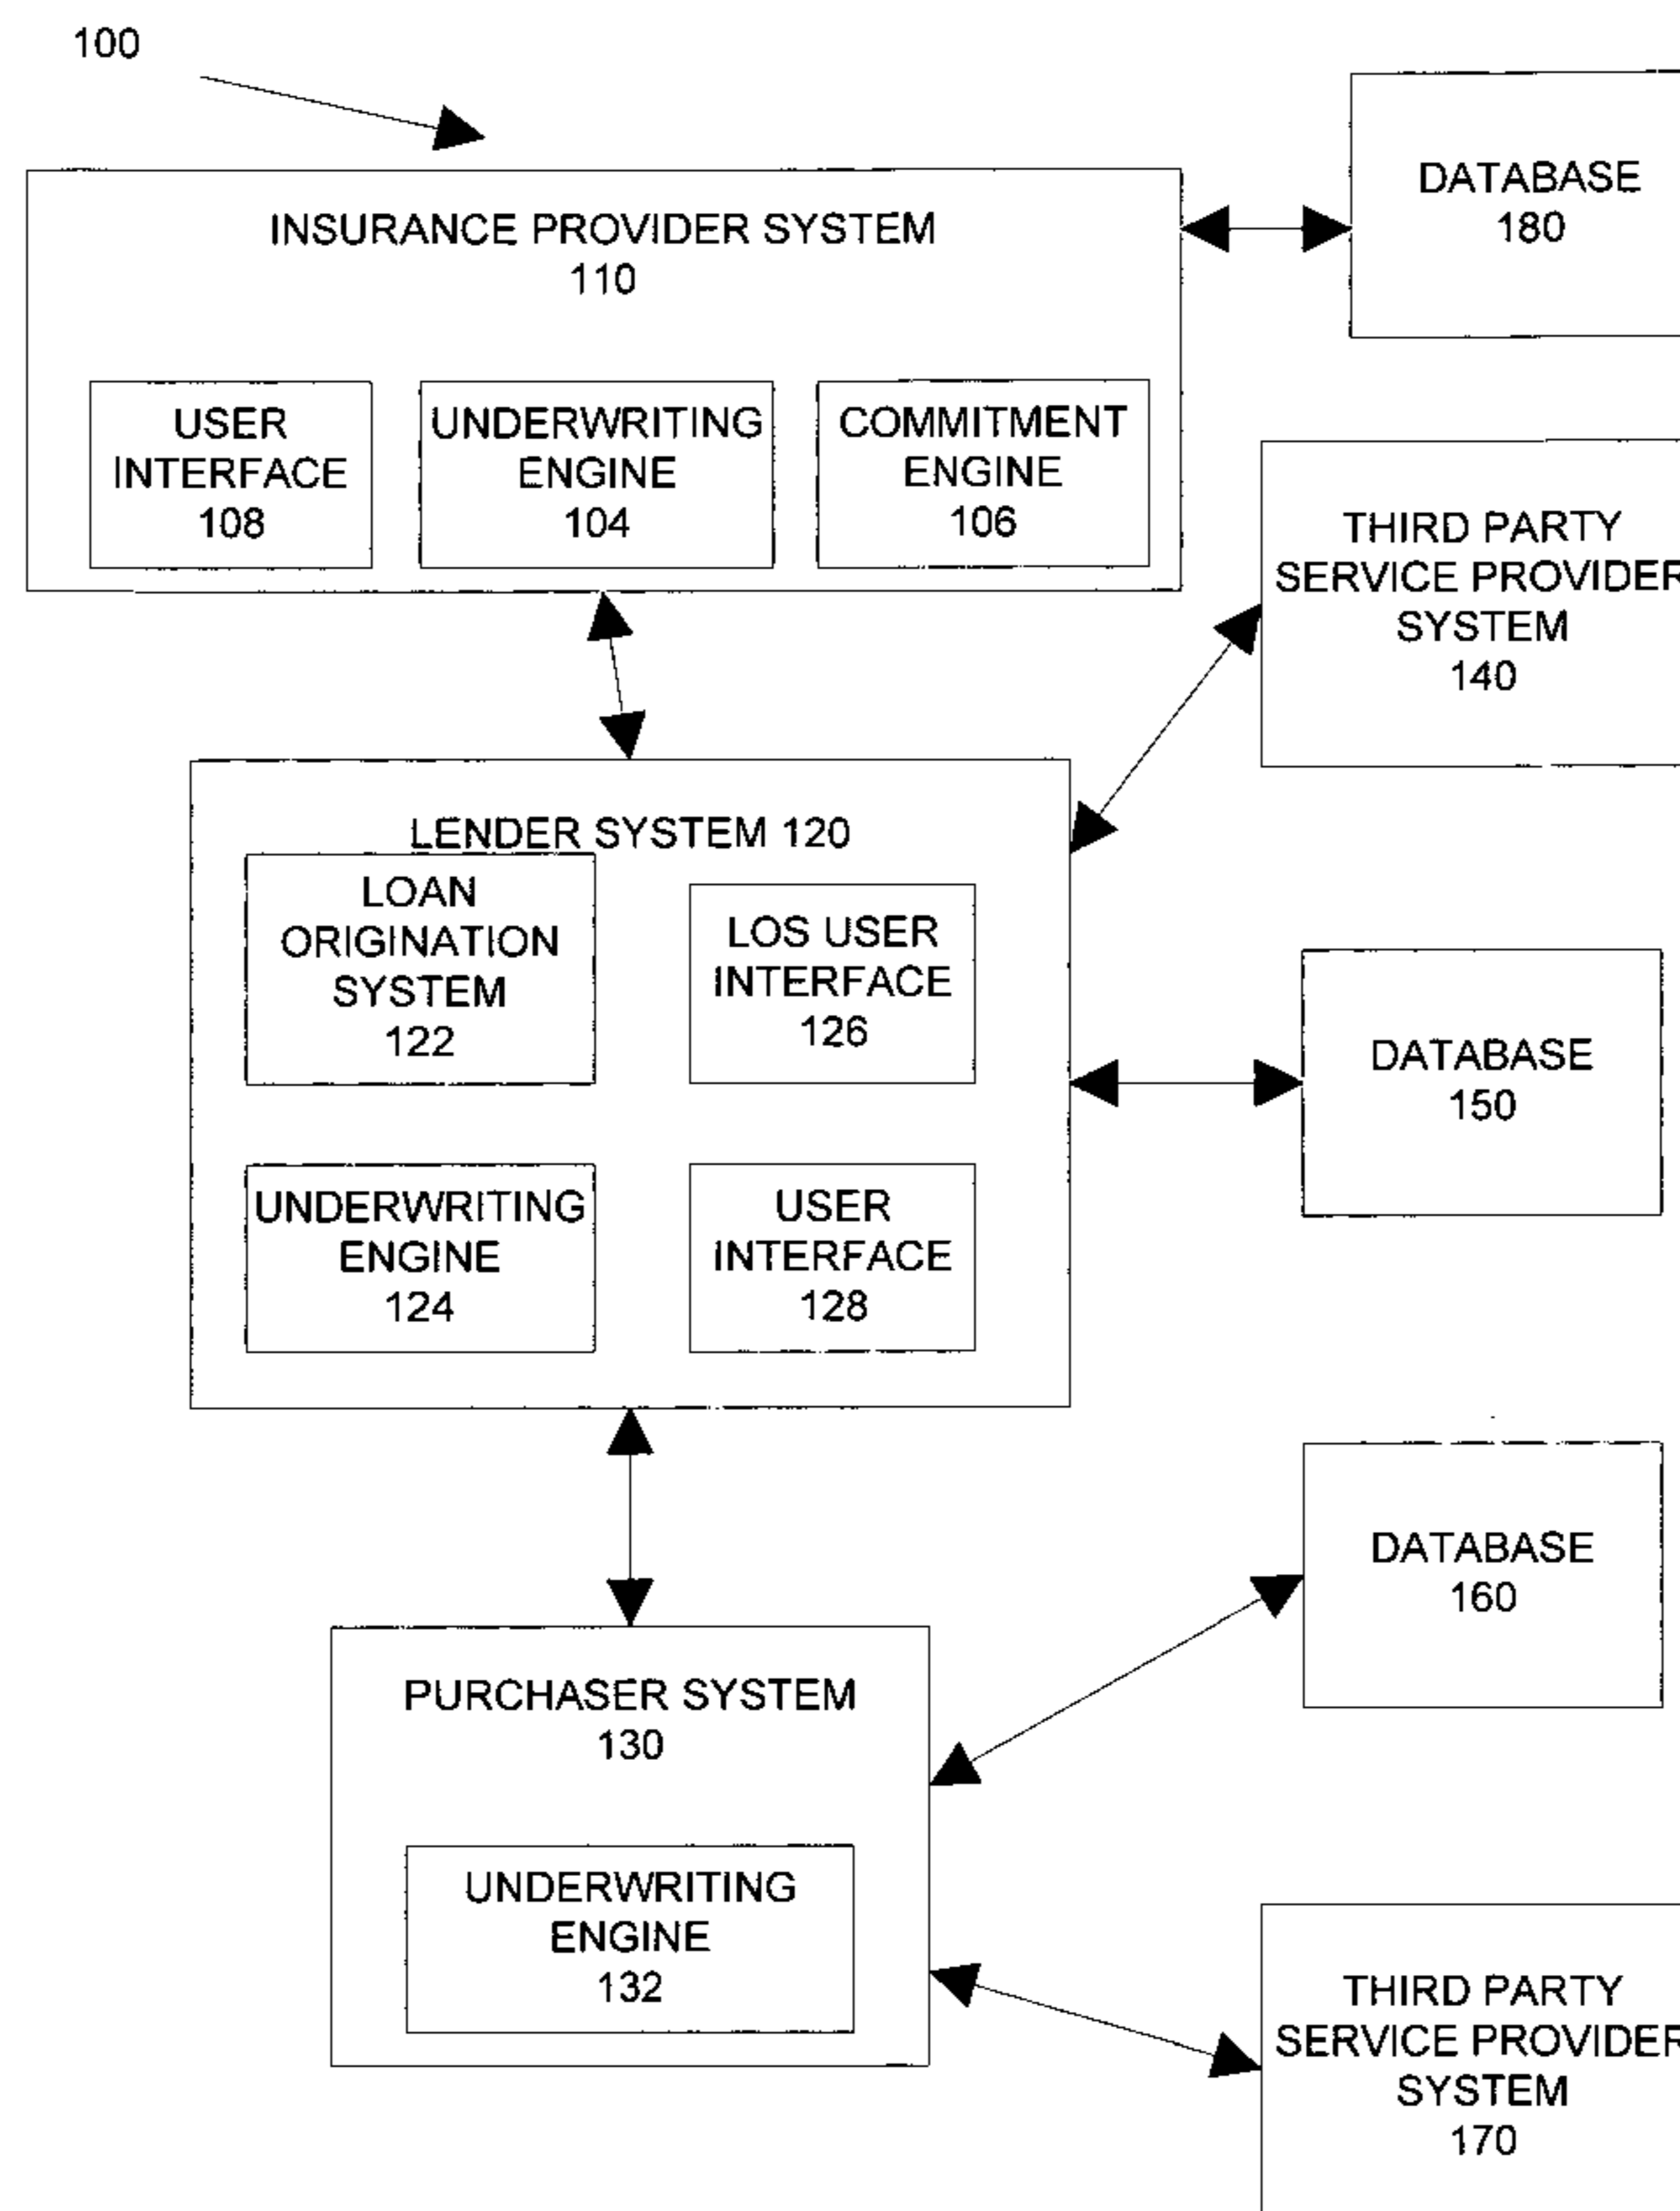 100
DATABASE
180
INSURANCE PROVIDER SYSTEM
110
USER
INTERFACE
108
UNDERWRITING
ENGINE
104
COMMITMENT
ENGINE
106
THIRD PARTY
SERVICE PROVIDER
SYSTEM
140
LENDER SYSTEM 120
LOAN
ORIGINATION
SYSTEM
122
LOS USER
INTERFACE
126
DATABASE
150
UNDERWRITING
ENGINE
124
USER
INTERFACE
128
DATABASE
160
PURCHASER SYSTEM
130
UNDERWRITING
ENGINE
132
THIRD PARTY
SERVICE PROVIDER
SYSTEM
170